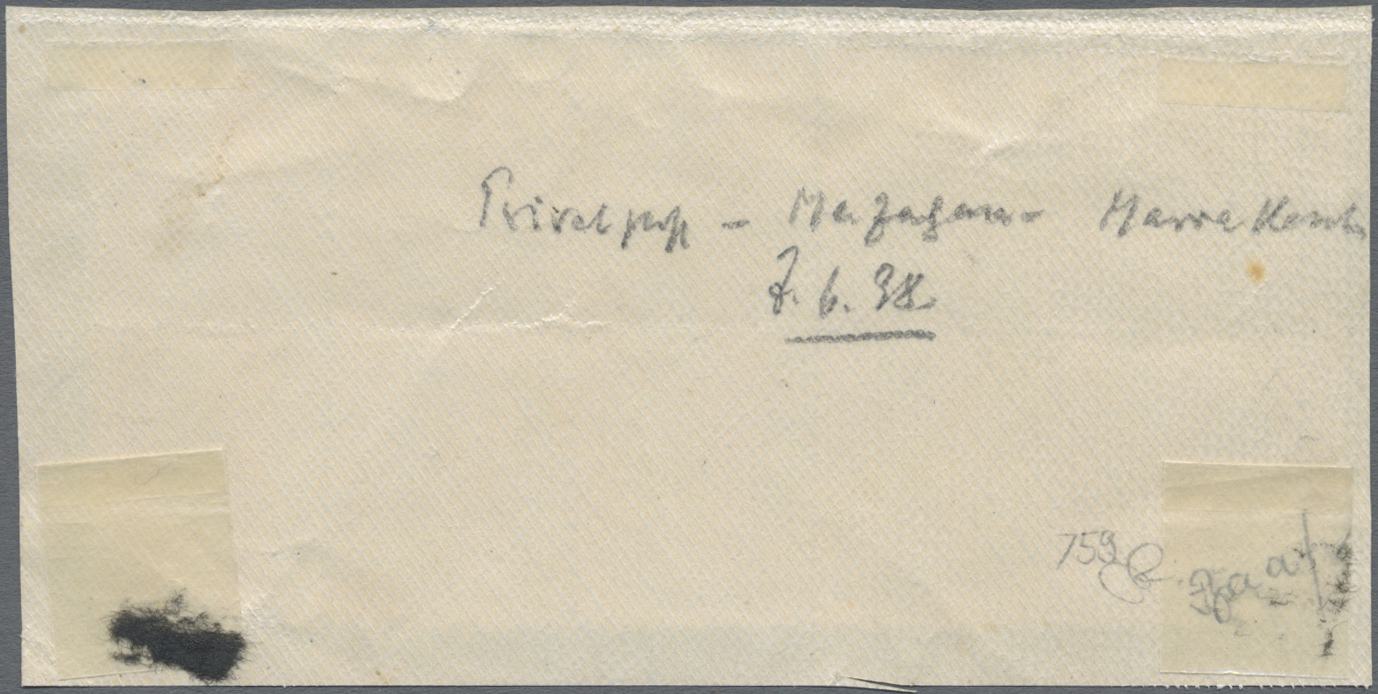 Privatpost - Mazagan - Marrakesch
7. 6. 98
759